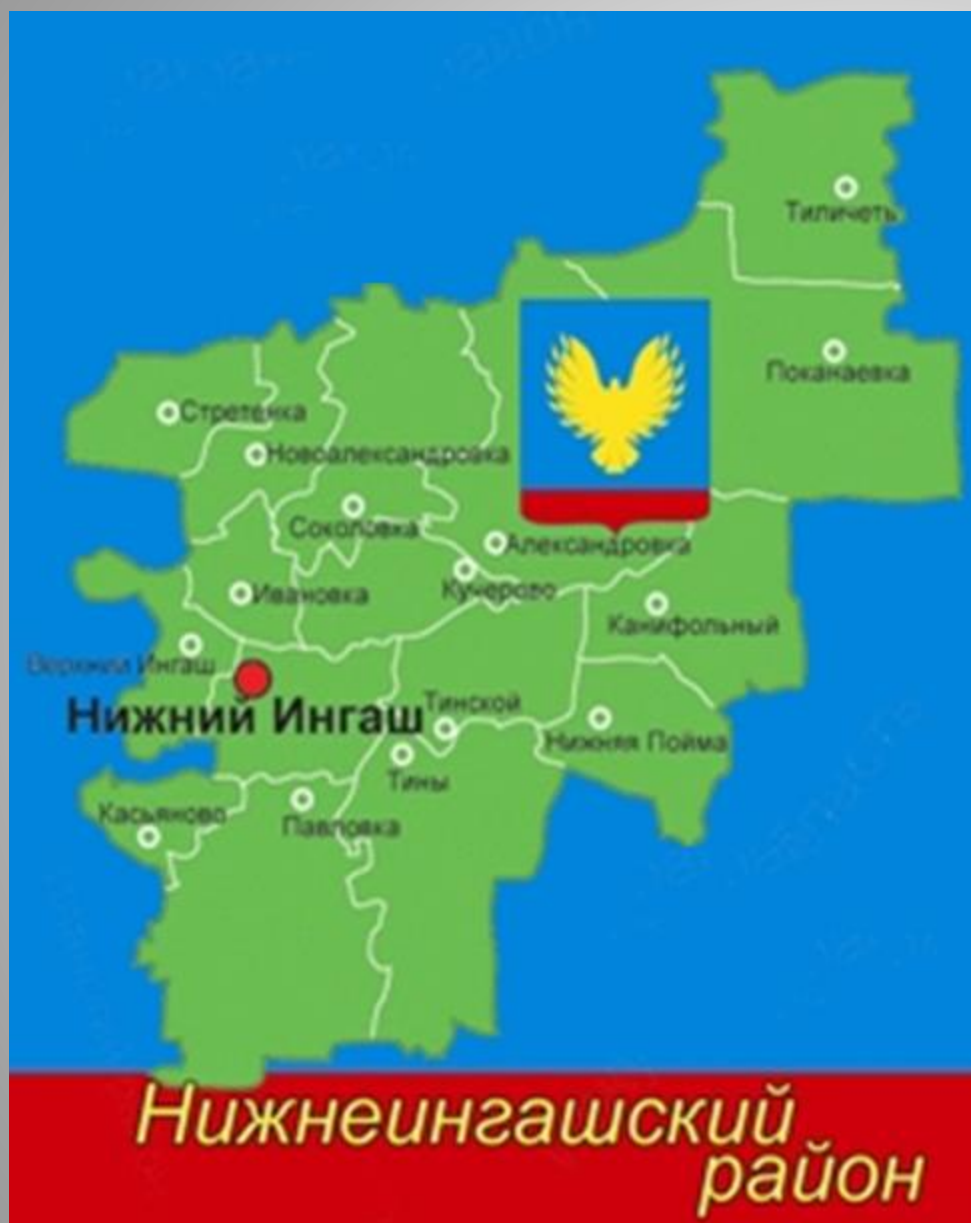 Тиличеть
Поканаевка
Стретенка
Новоалександровка
Соколовка
Александровка
Кучерово
Ивановка
Канифольный
Верхний Ингаш
Нижний Ингаш
Тинской
Нижняя Пойма
Тины
Касьяново
Павловка
Нижнеингашский
район